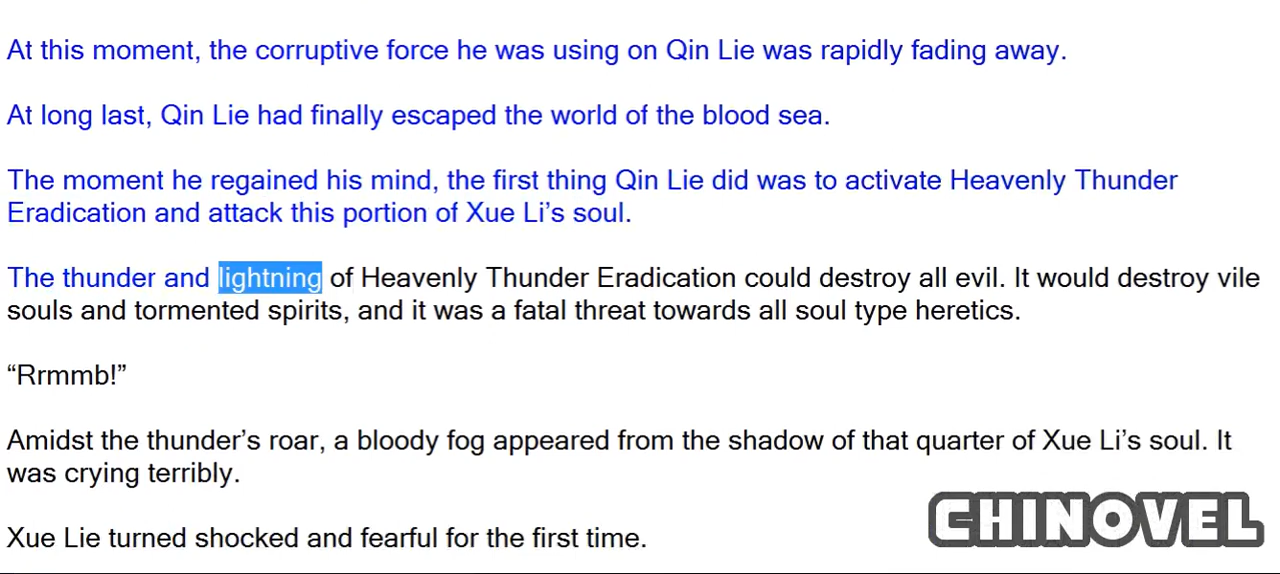 At this moment, the corruptive force he was using on Qin Lie was rapidly fading away.
At long last, Qin Lie had finally escaped the world of the blood sea.
The moment he regained his mind, the first thing Qin Lie did was to activate Heavenly Thunder
Eradication and attack this portion of Xue Li’s soul.
The thunder and lightning of Heavenly Thunder Eradication could destroy all evil. It would destroy vile
souls and tormented spirits, and it was a fatal threat towards all soul type heretics.
“Rrmmb!”
Amidst the thunder’s roar, a bloody fog appeared from the shadow of that quarter of Xue Li’s soul. It
was crying terribly.
Xue Lie turned shocked and fearful for the first time.
CHINOVEL